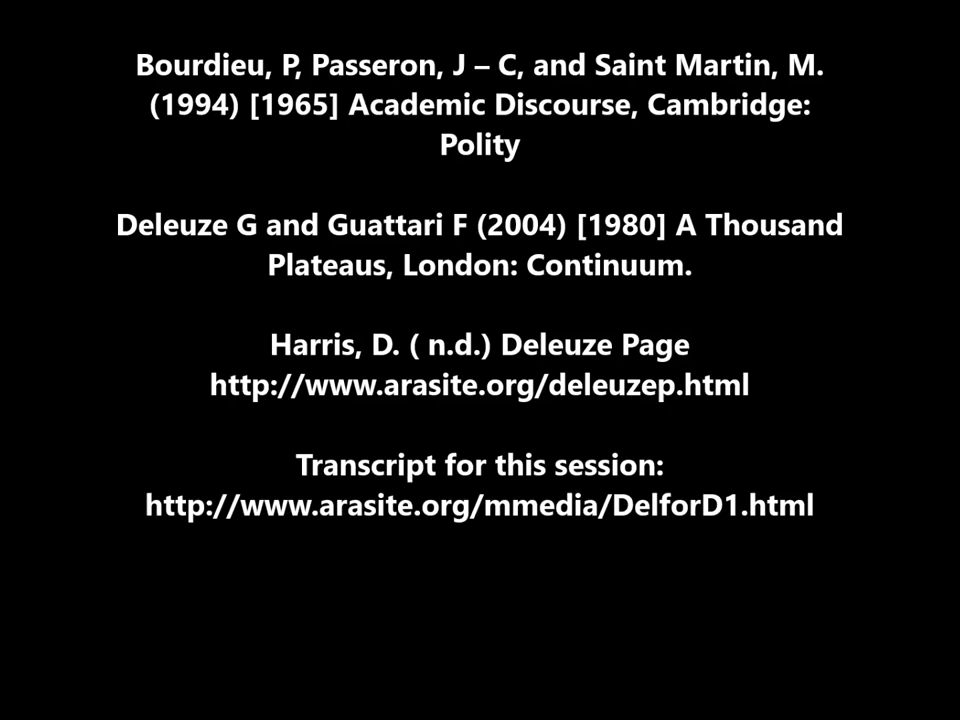 Bourdieu, P, Passeron, J – C, and Saint Martin, M.
(1994) [1965] Academic Discourse, Cambridge:
Polity
Deleuze G and Guattari F (2004) [1980] A Thousand
Plateaus, London: Continuum.
Harris, D. ( n.d.) Deleuze Page
http://www.arasite.org/deleuzep.html
Transcript for this session:
http://www.arasite.org/mmedia/DelforD1.html